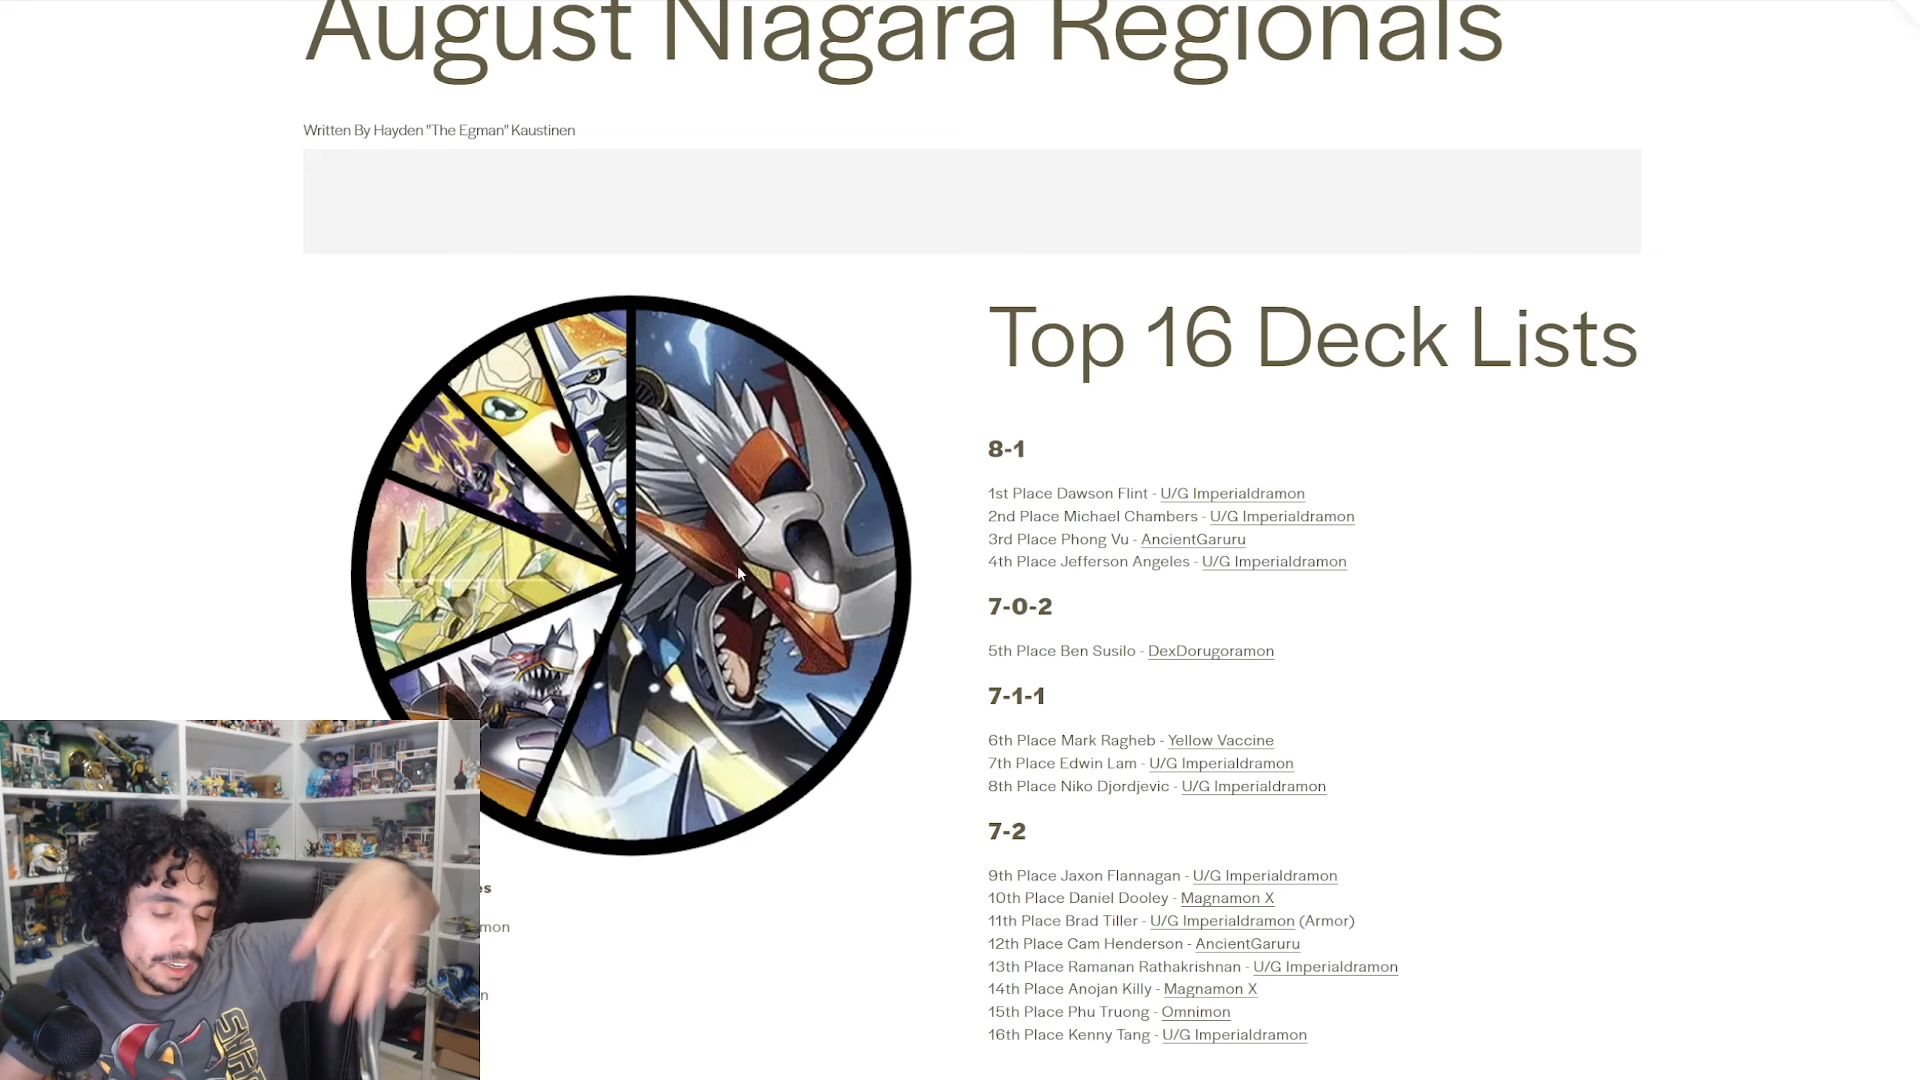 August Niagara Regionals
Written By Hayden "The Egman" Kaustinen
Top 16 Deck Lists
8-1
1st Place Dawson Flint - U/G Imperialdramon
2nd Place Michael Chambers - U/G Imperialdramon
3rd Place Phong Vu - AncientGaruru
4th Place Jefferson Angeles - U/G Imperialdramon
7-0-2
5th Place Ben Susilo - DexDorugoramon
7-1-1
6th Place Mark Ragheb - Yellow Vaccine
7th Place Edwin Lam - U/G Imperialdramon
8th Place Niko Djordjevic - U/G Imperialdramon
7-2
9th Place Jaxon Flannagan - U/G Imperialdramon
10th Place Daniel Dooley - Magnamon X
11th Place Brad Tiller - U/G Imperialdramon (Armor)
12th Place Cam Henderson - AncientGaruru
13th Place Ramanan Rathakrishnan - U/G Imperialdramon
14th Place Anojan Killy - Magnamon X
15th Place Phu Truong - Omnimon
16th Place Kenny Tang - U/G Imperialdramon